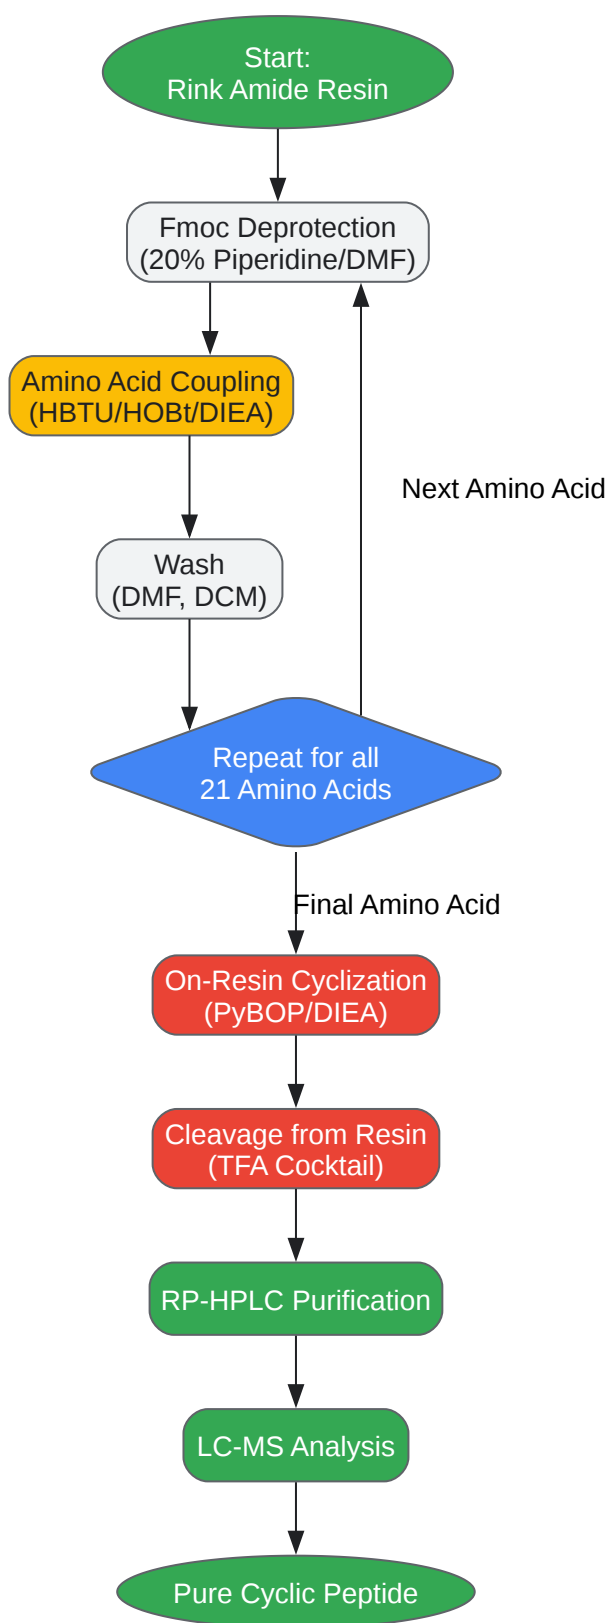 Start:
Rink Amide Resin
Fmoc Deprotection
(20% Piperidine/DMF)
Amino Acid Coupling
(HBTU/HOBt/DIEA)
Next Amino Acid
Wash
(DMF, DCM)
Repeat for all
21 Amino Acids
Final Amino Acid
On-Resin Cyclization
(PyBOP/DIEA)
Cleavage from Resin
(TFA Cocktail)
RP-HPLC Purification
LC-MS Analysis
Pure Cyclic Peptide